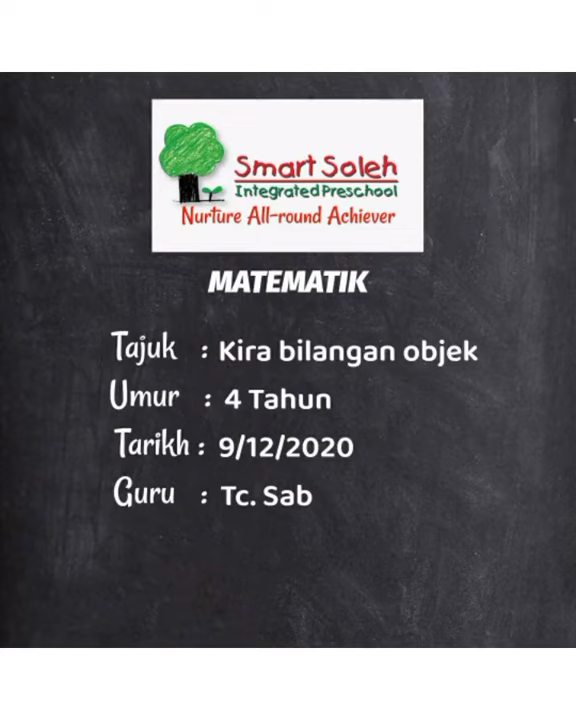 Smart Soleh
Integrated Preschool
Nurture All-round Achiever
MATEMATIK
Tajuk : Kira bilangan objek
Umur : 4 Tahun
Tarikh : 9/12/2020
Guru : Tc. Sab